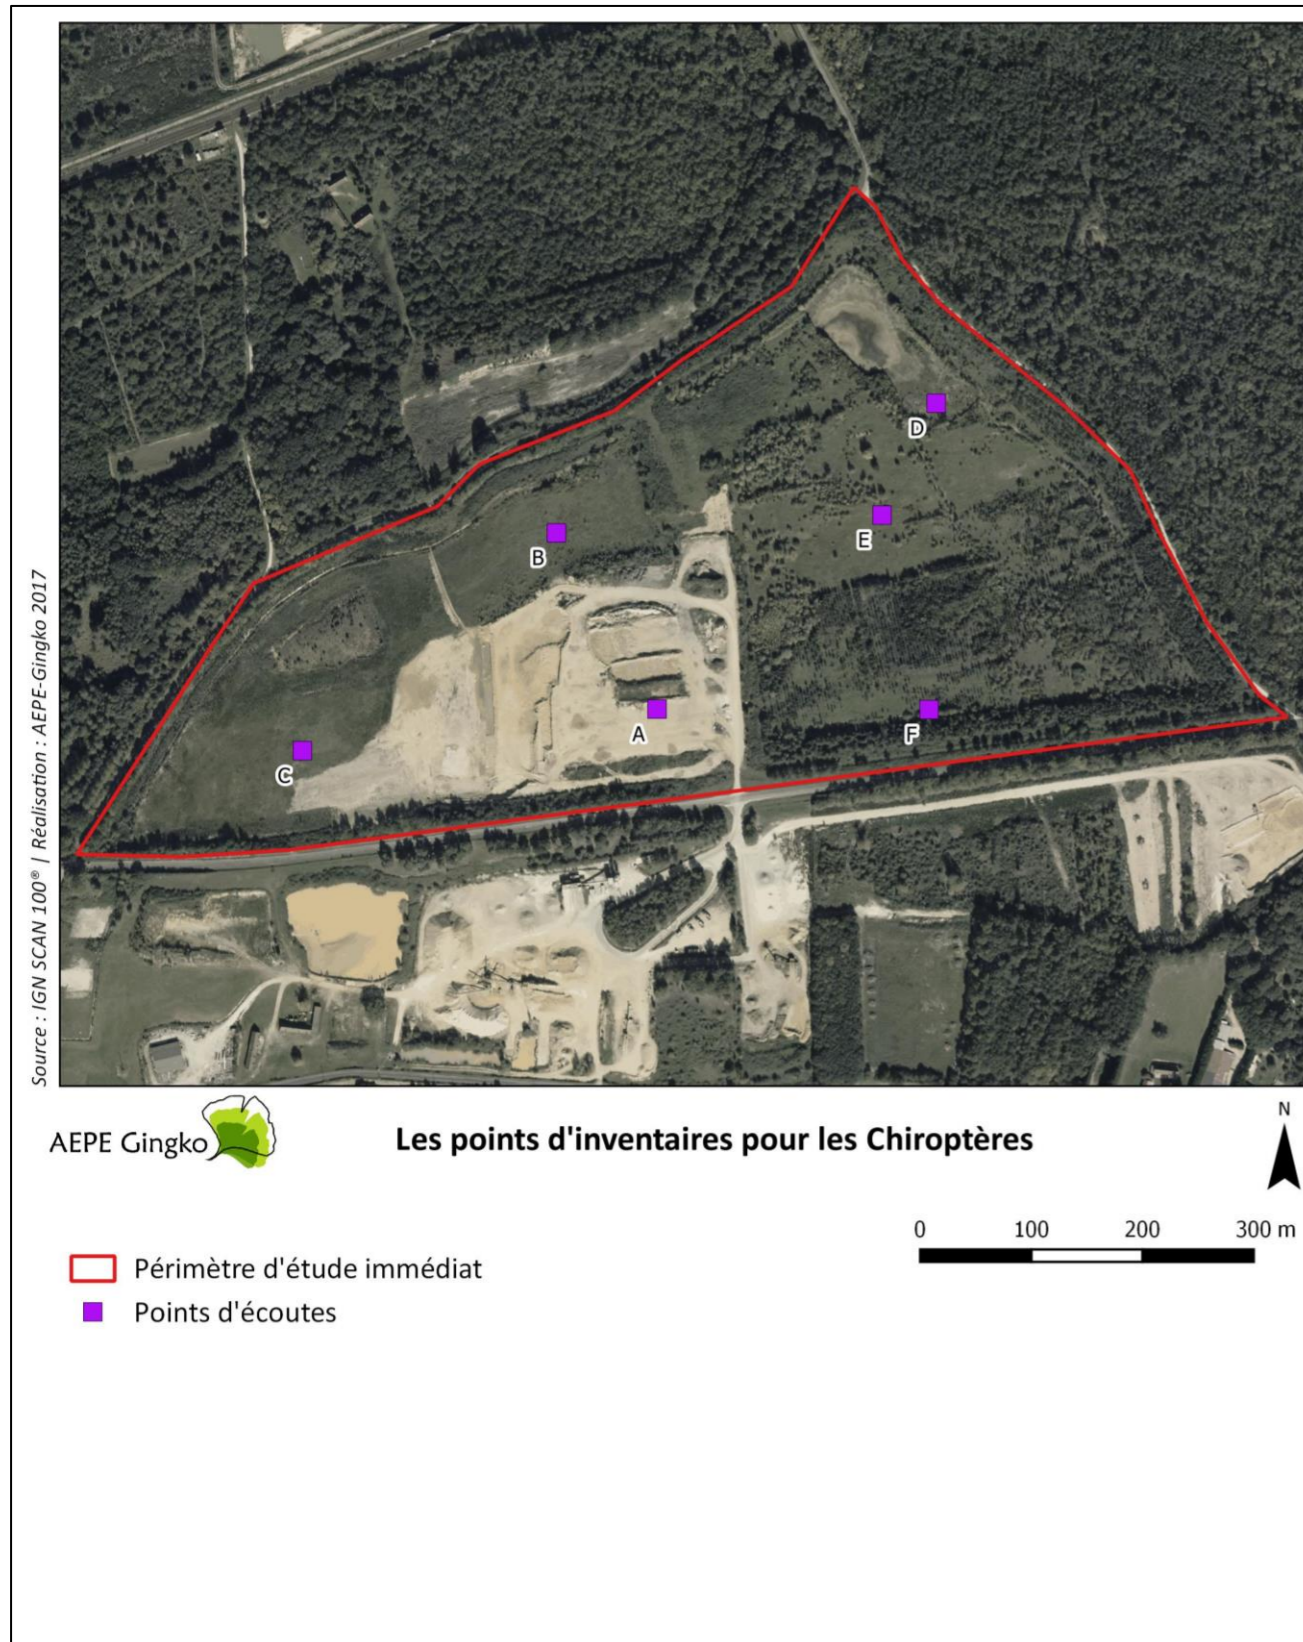 D
E
B
A
F
C
Source : IGN SCAN 100® | Réalisation : AEPE-Gingko 2017
AEPE Gingko
Les points d'inventaires pour les Chiroptères
N
0 100 200 300 m
Périmètre d'étude immédiat
Points d'écoutes